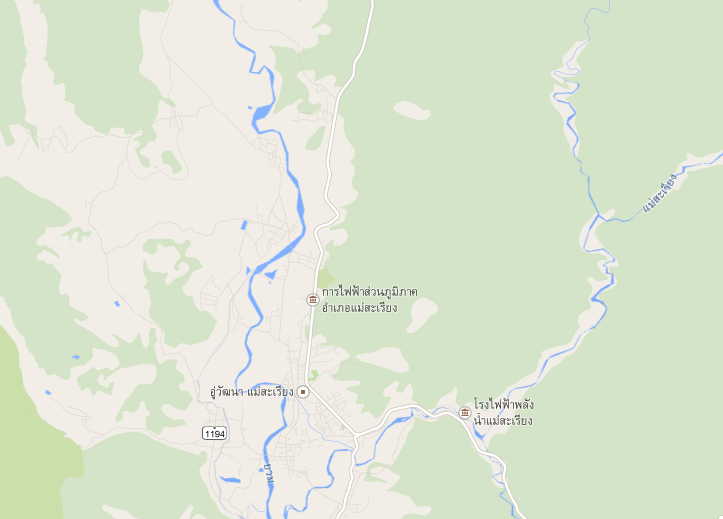 แม่สะเรียง
การไฟฟ้าส่วนภูมิภาค
อำเภอแม่สะเรียง
อู่วัฒนา แม่สะเรียง
โรงไฟฟ้าพลัง
น้ำแม่สะเรียง
1194
ยวม